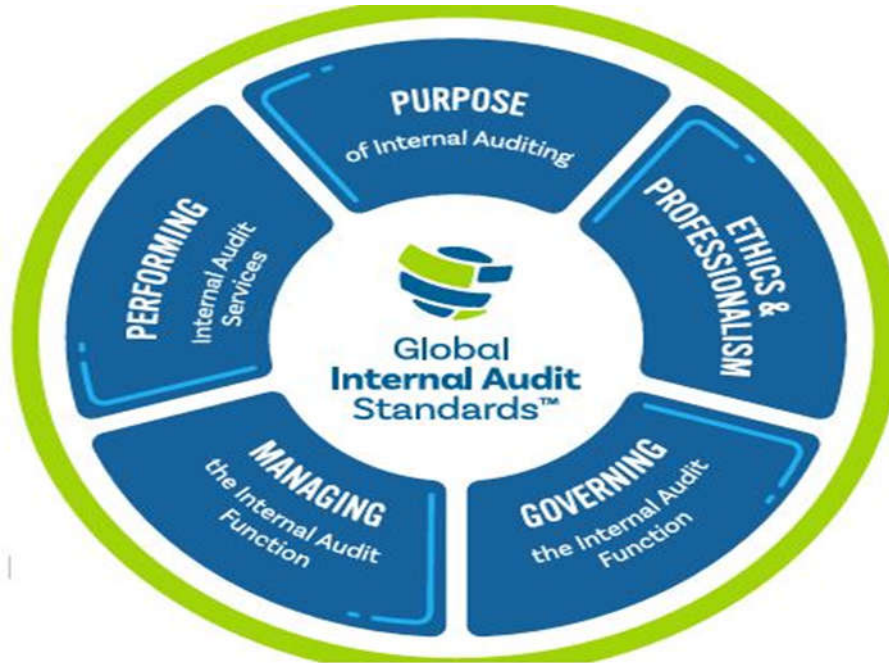 PURPOSE
of Internal Auditing
ETHICS &
PROFESSIONALISM
GOVERNING
the Internal Audit
Function
MANAGING
the Internal Audit
Function
PERFORMING
Internal Audit
Services
Global
Internal Audit
Standards™